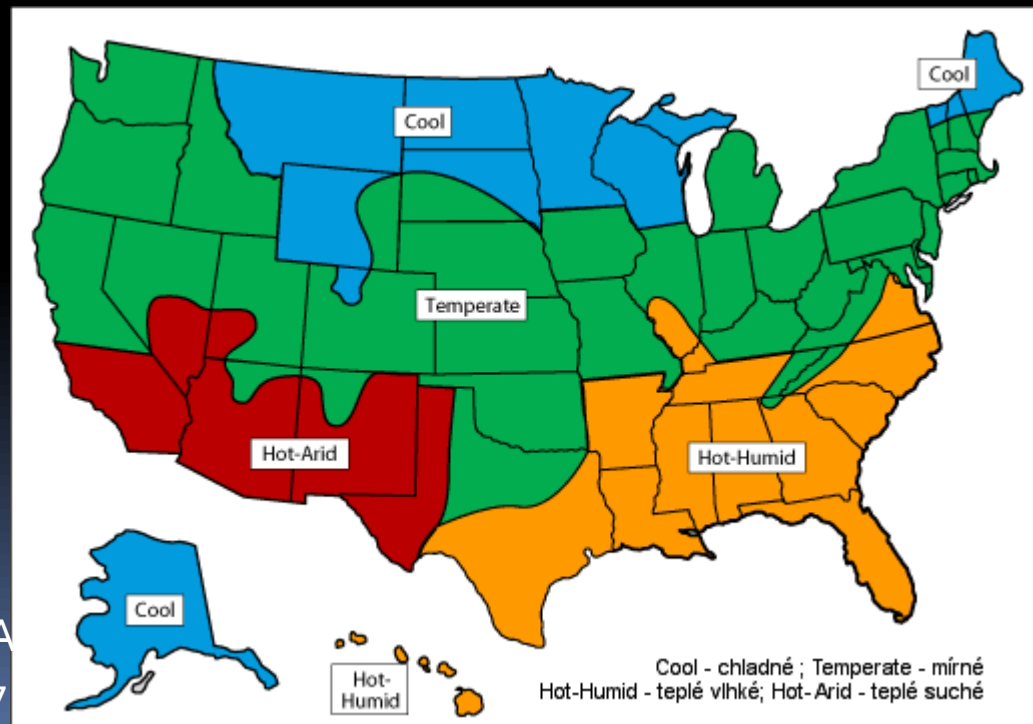 Cool
Cool
Temperate
Hot-Arid
Hot-Humid
Cool
Hot-
Humid
Cool - chladné ; Temperate - mírné
Hot-Humid - teplé vlhké; Hot-Arid - teplé suché
A
7